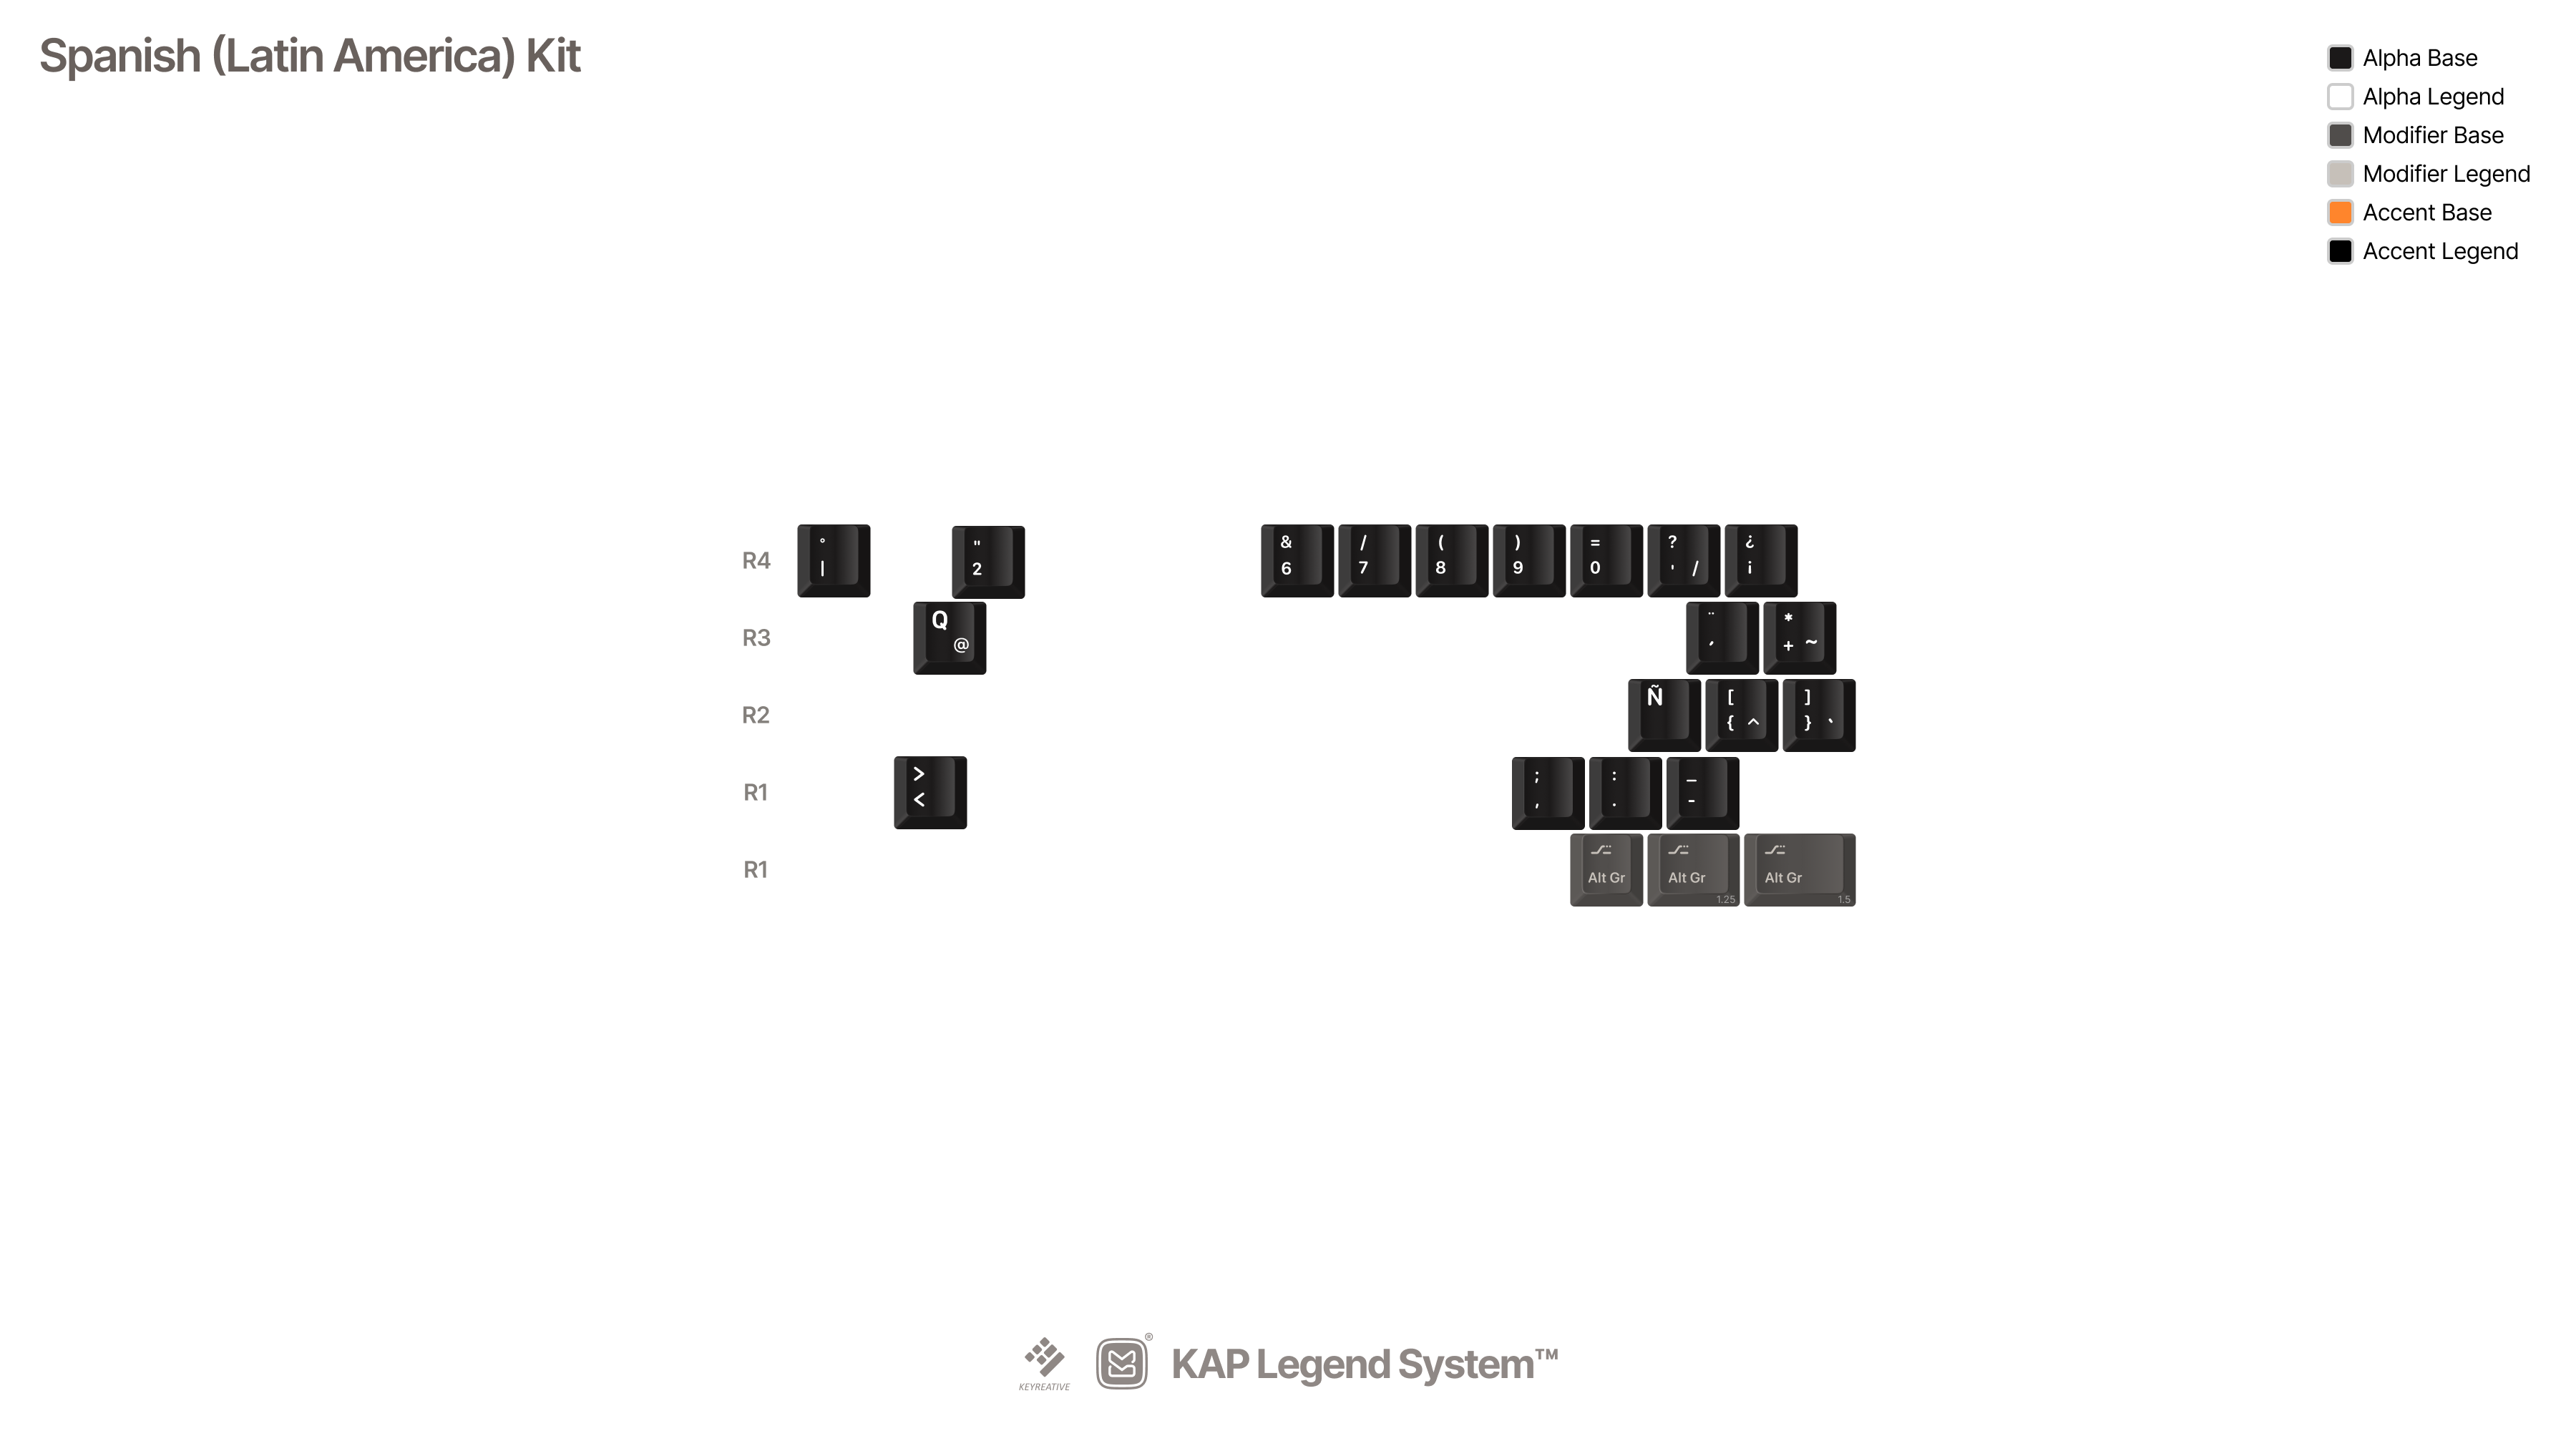 Spanish (Latin America) Kit
Alpha Base
Alpha Legend
Modifier Base
Modifier Legend
Accent Base
Accent Legend
R4
° |
" 2
& 6
/ 7
( 8
) 9
= 0
? ' /
¿ ¡
R3
Q @
¨ ´
* + ~
R2
Ñ
[ { ^
] } `
R1
> <
; ,
: .
_ -
R1
Alt Gr
Alt Gr 1.25
Alt Gr 1.5
KEYREATIVE
®
KAP Legend System™